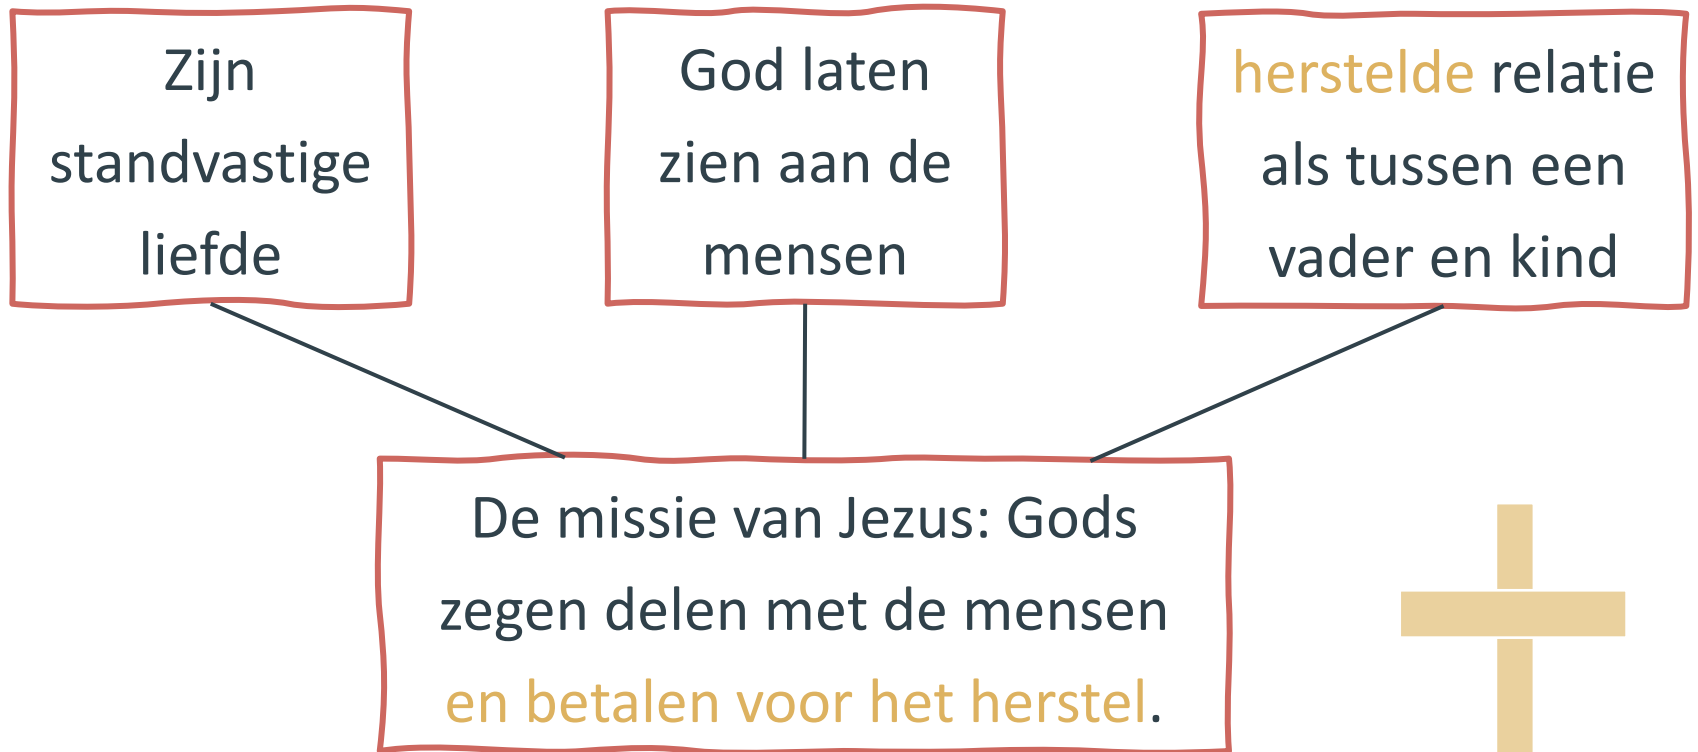 Zijn
standvastige
liefde
God laten
zien aan de
mensen
herstelde relatie
als tussen een
vader en kind
De missie van Jezus: Gods
zegen delen met de mensen
en betalen voor het herstel.